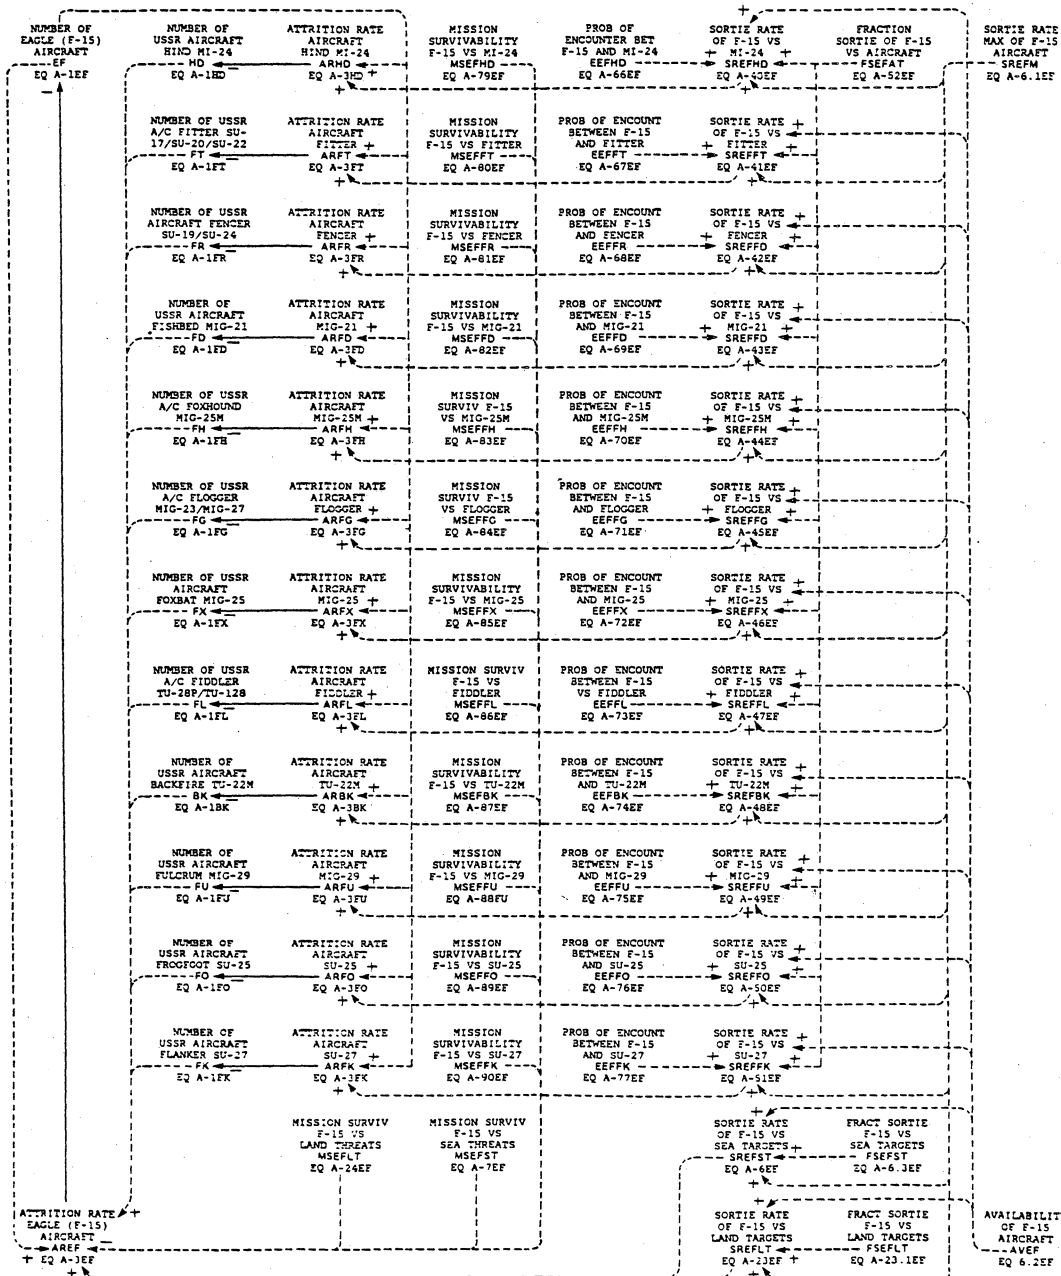 NUMBER OF
EAGLE (F-15)
AIRCRAFT
EF
EQ A-1EF
NUMBER OF
USSR AIRCRAFT
HIND MI-24
HD
EQ A-1HD
ATTRITION RATE
AIRCRAFT
HIND MI-24
ARHD
EQ A-3HD
MISSION
SURVIVABILITY
F-15 VS MI-24
MSEFHD
EQ A-79EF
PROB OF
ENCOUNTER BET
F-15 AND MI-24
EEFHD
EQ A-66EF
SORTIE RATE
OF F-15 VS
MI-24
SREFHD
EQ A-40EF
FRACTION
SORTIE OF F-15
VS AIRCRAFT
FSEFAT
EQ A-52EF
SORTIE RATE
MAX OF F-15
AIRCRAFT
SREFM
EQ A-6.1EF
NUMBER OF USSR
A/C FITTER SU-
17/SU-20/SU-22
FT
EQ A-1FT
ATTRITION RATE
AIRCRAFT
FITTER
ARFT
EQ A-3FT
MISSION
SURVIVABILITY
F-15 VS FITTER
MSEFFT
EQ A-80EF
PROB OF ENCOUNT
BETWEEN F-15
AND FITTER
EEFFT
EQ A-67EF
SORTIE RATE
OF F-15 VS
FITTER
SREFFT
EQ A-41EF
NUMBER OF USSR
AIRCRAFT FENCER
SU-19/SU-24
FR
EQ A-1FR
ATTRITION RATE
AIRCRAFT
FENCER
ARFR
EQ A-3FR
MISSION
SURVIVABILITY
F-15 VS FENCER
MSEFFR
EQ A-81EF
PROB OF ENCOUNT
BETWEEN F-15
AND FENCER
EEFFR
EQ A-68EF
SORTIE RATE
OF F-15 VS
FENCER
SREFFO
EQ A-42EF
NUMBER OF
USSR AIRCRAFT
FISHBED MIG-21
FD
EQ A-1FD
ATTRITION RATE
AIRCRAFT
MIG-21
ARFD
EQ A-3FD
MISSION
SURVIVABILITY
F-15 VS MIG-21
MSEFFD
EQ A-82EF
PROB OF ENCOUNT
BETWEEN F-15
AND MIG-21
EEFFD
EQ A-69EF
SORTIE RATE
OF F-15 VS
MIG-21
SREFFD
EQ A-43EF
NUMBER OF USSR
A/C FOXHOUND
MIG-25M
FH
EQ A-1FH
ATTRITION RATE
AIRCRAFT
MIG-25M
ARFH
EQ A-3FH
MISSION
SURVIV F-15
VS MIG-25M
MSEFFH
EQ A-83EF
PROB OF ENCOUNT
BETWEEN F-15
AND MIG-25M
EEFFH
EQ A-70EF
SORTIE RATE
OF F-15 VS
MIG-25M
SREFFH
EQ A-44EF
NUMBER OF USSR
A/C FLOGGER
MIG-23/MIG-27
FG
EQ A-1FG
ATTRITION RATE
AIRCRAFT
FLOGGER
ARFG
EQ A-3FG
MISSION
SURVIV F-15
VS FLOGGER
MSEFFG
EQ A-84EF
PROB OF ENCOUNT
BETWEEN F-15
AND FLOGGER
EEFFG
EQ A-71EF
SORTIE RATE
OF F-15 VS
FLOGGER
SREFFG
EQ A-45EF
NUMBER OF USSR
AIRCRAFT
FOXBAT MIG-25
FX
EQ A-1FX
ATTRITION RATE
AIRCRAFT
MIG-25
ARFX
EQ A-3FX
MISSION
SURVIVABILITY
F-15 VS MIG-25
MSEFFX
EQ A-85EF
PROB OF ENCOUNT
BETWEEN F-15
AND MIG-25
EEFFX
EQ A-72EF
SORTIE RATE
OF F-15 VS
MIG-25
SREFFX
EQ A-46EF
NUMBER OF USSR
A/C FIDDLER
TU-28P/TU-128
FL
EQ A-1FL
ATTRITION RATE
AIRCRAFT
FIDDLER
ARFL
EQ A-3FL
MISSION SURVIV
F-15 VS
FIDDLER
MSEFFL
EQ A-86EF
PROB OF ENCOUNT
BETWEEN F-15
VS FIDDLER
EEFFL
EQ A-73EF
SORTIE RATE
OF F-15 VS
FIDDLER
SREFFL
EQ A-47EF
NUMBER OF
USSR AIRCRAFT
BACKFIRE TU-22M
BK
EQ A-1BK
ATTRITION RATE
AIRCRAFT
TU-22M
ARBK
EQ A-3BK
MISSION
SURVIVABILITY
F-15 VS TU-22M
MSEFBK
EQ A-87EF
PROB OF ENCOUNT
BETWEEN F-15
AND TU-22M
EEFBK
EQ A-74EF
SORTIE RATE
OF F-15 VS
TU-22M
SREFBK
EQ A-48EF
NUMBER OF
USSR AIRCRAFT
FULCRUM MIG-29
FU
EQ A-1FU
ATTRITION RATE
AIRCRAFT
MIG-29
ARFU
EQ A-3FU
MISSION
SURVIVABILITY
F-15 VS MIG-29
MSEFFU
EQ A-88FU
PROB OF ENCOUNT
BETWEEN F-15
AND MIG-29
EEFFU
EQ A-75EF
SORTIE RATE
OF F-15 VS
MIG-29
SREFFU
EQ A-49EF
NUMBER OF
USSR AIRCRAFT
FROGFOOT SU-25
FO
EQ A-1FO
ATTRITION RATE
AIRCRAFT
SU-25
ARFO
EQ A-3FO
MISSION
SURVIVABILITY
F-15 VS SU-25
MSEFFO
EQ A-89EF
PROB OF ENCOUNT
BETWEEN F-15
AND SU-25
EEFFO
EQ A-76EF
SORTIE RATE
OF F-15 VS
SU-25
SREFFO
EQ A-50EF
NUMBER OF
USSR AIRCRAFT
FLANKER SU-27
FK
EQ A-1FK
ATTRITION RATE
AIRCRAFT
SU-27
ARFK
EQ A-3FK
MISSION
SURVIVABILITY
F-15 VS SU-27
MSEFFK
EQ A-90EF
PROB OF ENCOUNT
BETWEEN F-15
AND SU-27
EEFFK
EQ A-77EF
SORTIE RATE
OF F-15 VS
SU-27
SREFFK
EQ A-51EF
MISSION SURVIV
F-15 VS
LAND THREATS
MSEFLT
EQ A-24EF
MISSION SURVIV
F-15 VS
SEA THREATS
MSEFST
EQ A-7EF
SORTIE RATE
OF F-15 VS
SEA TARGETS
SREFST
EQ A-6EF
FRACT SORTIE
F-15 VS
SEA TARGETS
FSEFST
EQ A-6.3EF
ATTRITION RATE
EAGLE (F-15)
AIRCRAFT
AREF
EQ A-3EF
SORTIE RATE
OF F-15 VS
LAND TARGETS
SREFLT
EQ A-23EF
FRACT SORTIE
F-15 VS
LAND TARGETS
FSEFLT
EQ A-23.1EF
AVAILABILIT
OF F-15
AIRCRAFT
AVEF
EQ 6.2EF